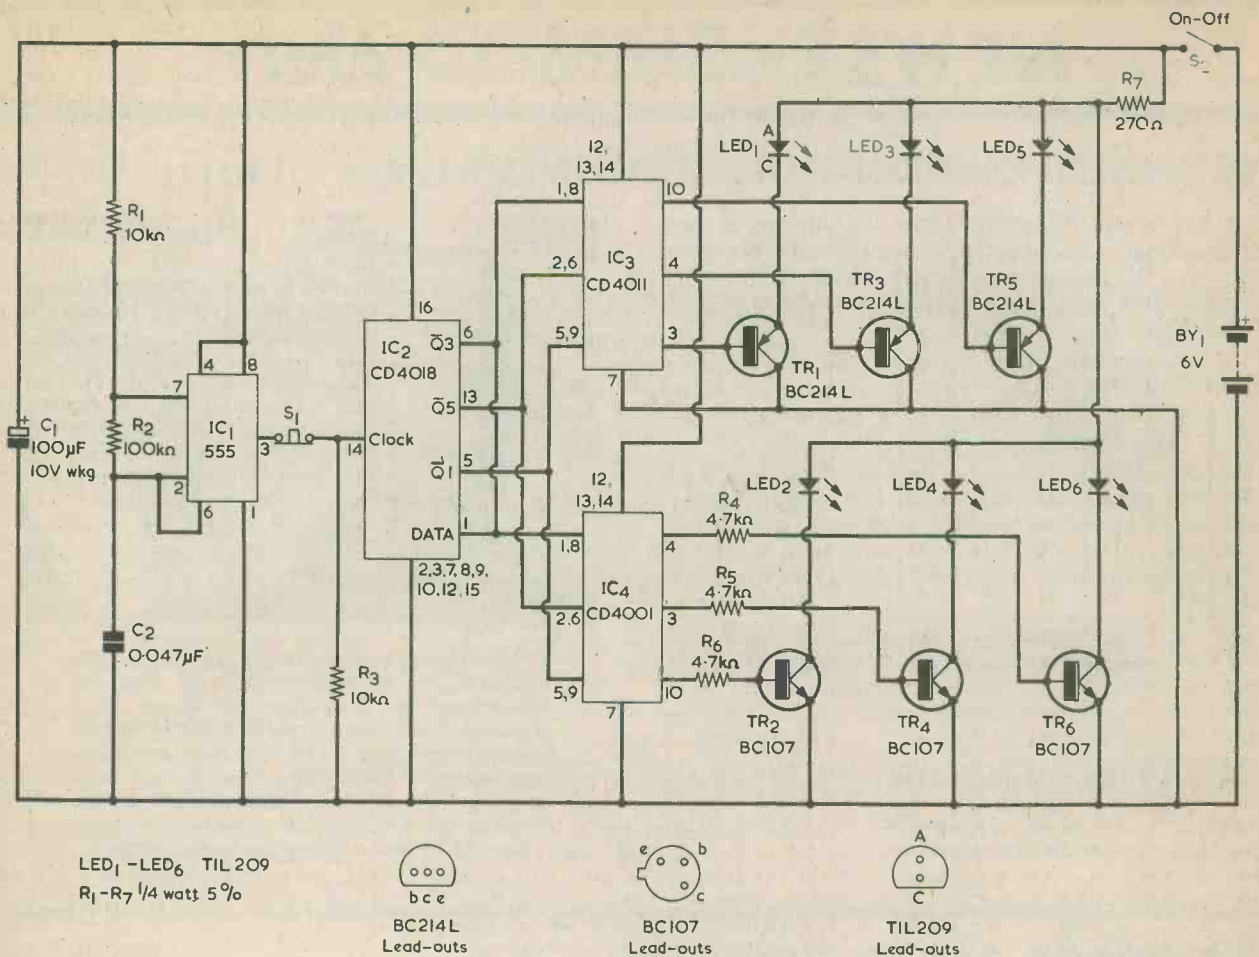 On-Off
S
R7
270Ω
LED1
A
C
LED3
LED5
12,
13,14
1,8
10
IC3
CD4011
2,6
4
5,9
3
7
TR1
BC214L
TR3
BC214L
TR5
BC214L
BY1
6V
+
R1
10kΩ
16
IC2
CD4018
Q̅3
6
Q̅5
13
Q̅1
5
DATA
1
Clock
14
2,3,7,8,9,
10,12,15
4
8
7
IC1
555
3
2
6
1
S1
R2
100kΩ
+
C1
100µF
10V wkg
C2
0·047µF
R3
10kΩ
12,
13,14
1,8
4
IC4
CD4001
2,6
3
5,9
10
7
R4
4·7kΩ
R5
4·7kΩ
R6
4·7kΩ
LED2
LED4
LED6
TR2
BC107
TR4
BC107
TR6
BC107
LED1-LED6 TIL209
R1-R7 1/4 watt 5%
b c e
BC214L
Lead-outs
e
b
c
BC107
Lead-outs
A
C
TIL209
Lead-outs